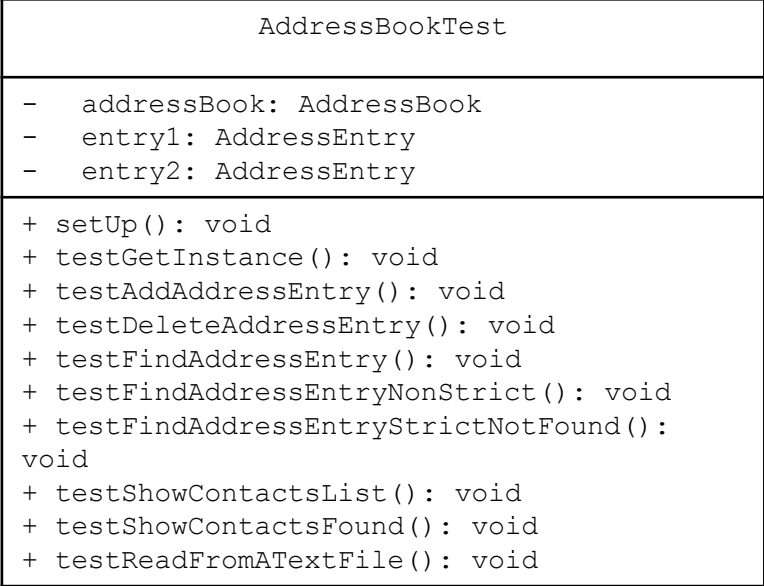 AddressBookTest
- addressBook: AddressBook
- entry1: AddressEntry
- entry2: AddressEntry
+ setUp(): void
+ testGetInstance(): void
+ testAddAddressEntry(): void
+ testDeleteAddressEntry(): void
+ testFindAddressEntry(): void
+ testFindAddressEntryNonStrict(): void
+ testFindAddressEntryStrictNotFound():
void
+ testShowContactsList(): void
+ testShowContactsFound(): void
+ testReadFromATextFile(): void